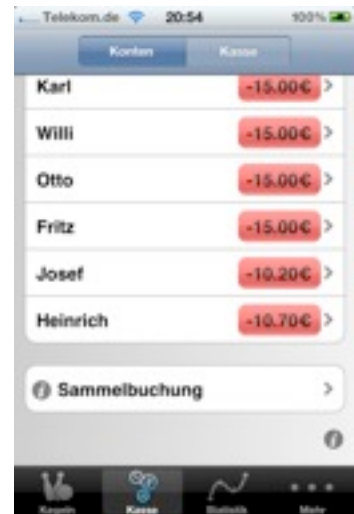 Telekom.de 20:54 100%
Konten Kasse
Karl -15.00€
Willi -15.00€
Otto -15.00€
Fritz -15.00€
Josef -10.20€
Heinrich -10.70€
Sammelbuchung
Kegeln Kasse Statistik Mehr